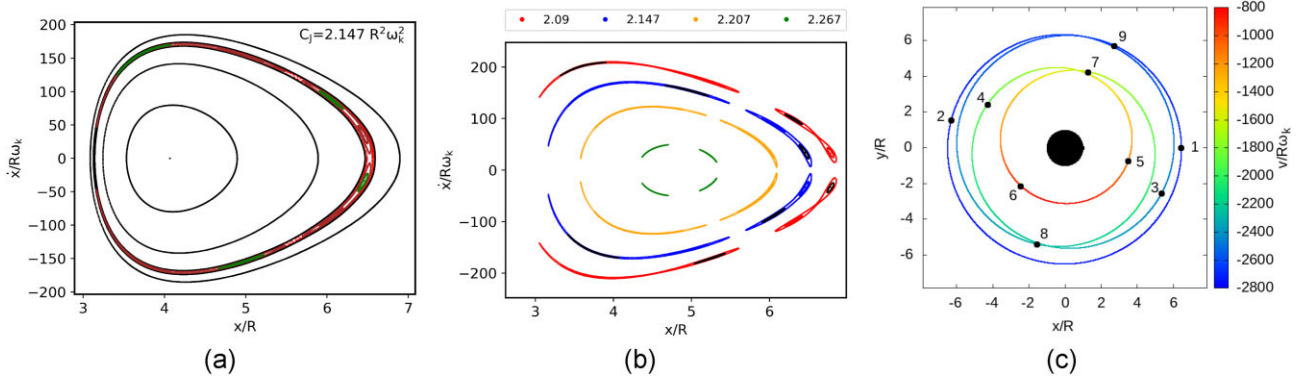 C_J=2.147 R²ω_k²
200
150
100
50
0
−50
−100
−150
−200
ẋ/Rω_k
3 4 5 6 7
x/R
(a)
2.09 2.147 2.207 2.267
200
100
0
−100
−200
ẋ/Rω_k
3 4 5 6
x/R
(b)
6
4
2
0
-2
-4
-6
y/R
1
2
3
4
5
6
7
8
9
-6 -4 -2 0 2 4 6
x/R
-800
-1000
-1200
-1400
-1600
-1800
-2000
-2200
-2400
-2600
-2800
v/Rω_k
(c)